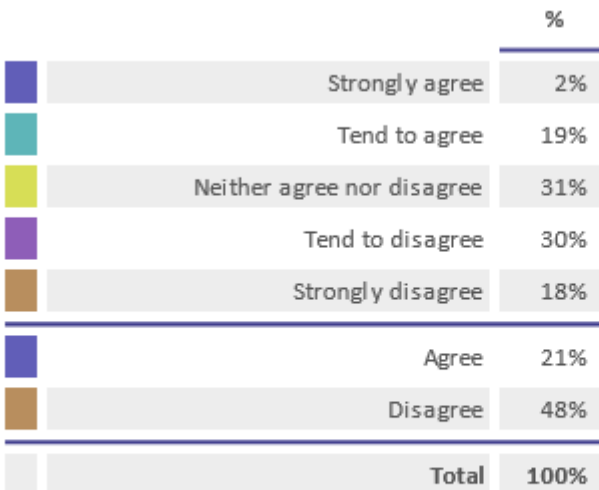 %
Strongly agree 2%
Tend to agree 19%
Neither agree nor disagree 31%
Tend to disagree 30%
Strongly disagree 18%
Agree 21%
Disagree 48%
Total 100%